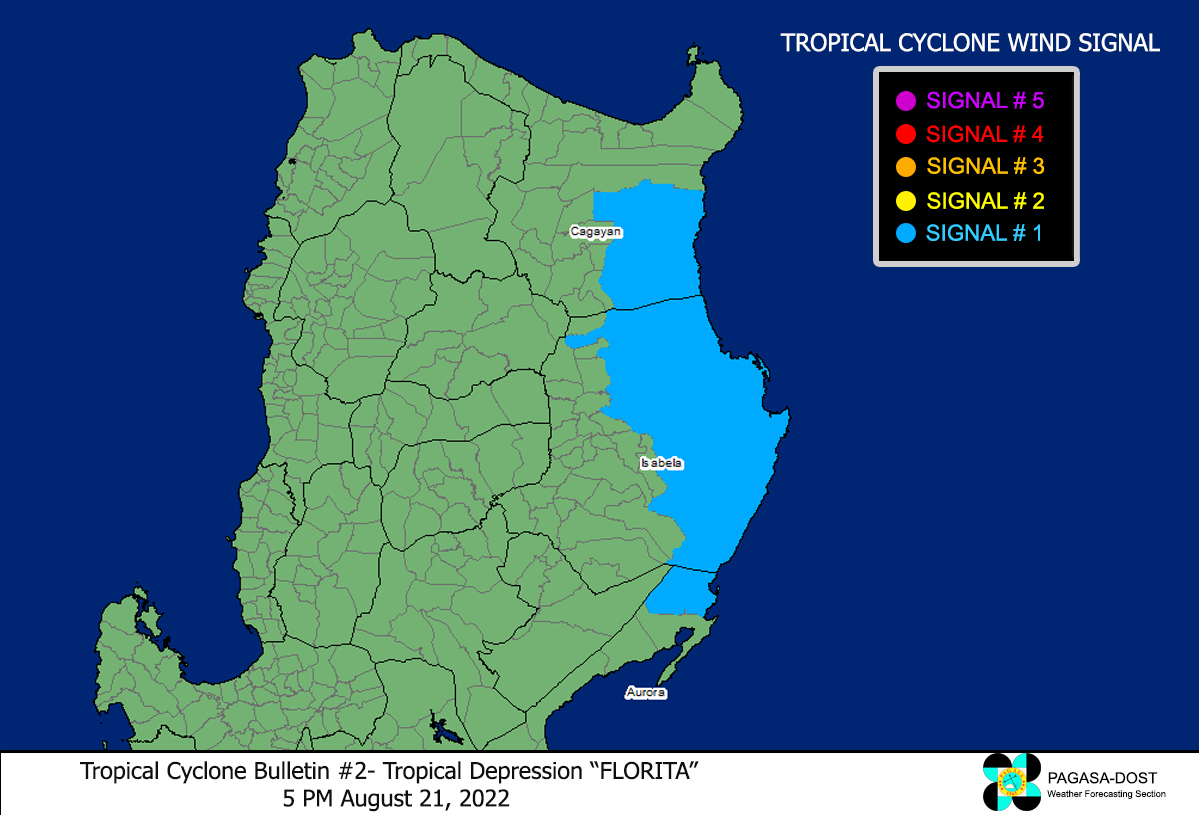 TROPICAL CYCLONE WIND SIGNAL
SIGNAL # 5
SIGNAL # 4
SIGNAL # 3
SIGNAL # 2
SIGNAL # 1
Cagayan
Isabela
Aurora
Tropical Cyclone Bulletin #2- Tropical Depression “FLORITA”
5 PM August 21, 2022
PAGASA-DOST
Weather Forecasting Section